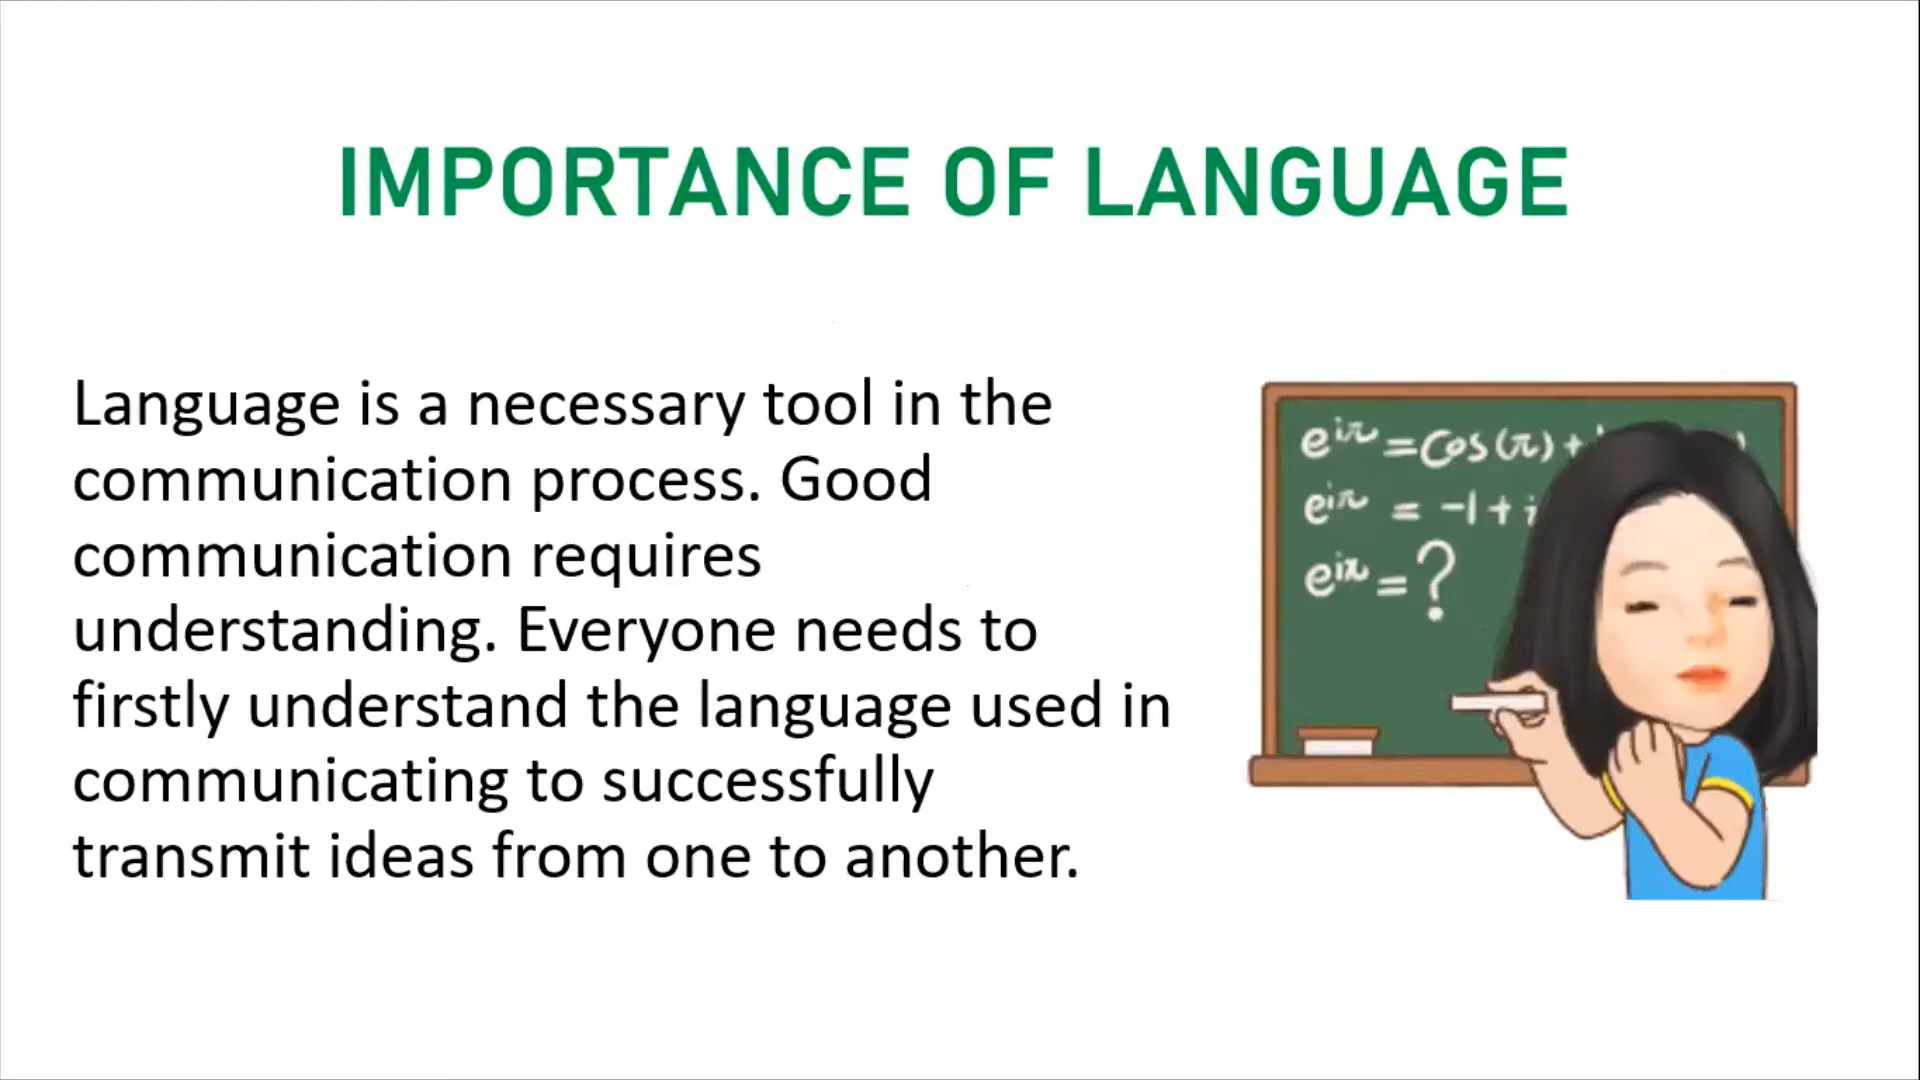 IMPORTANCE OF LANGUAGE
Language is a necessary tool in the
communication process. Good
communication requires
understanding. Everyone needs to
firstly understand the language used in
communicating to successfully
transmit ideas from one to another.
e^{iπ} = Cos(π) +
e^{iπ} = -1 + i
e^{iπ} = ?